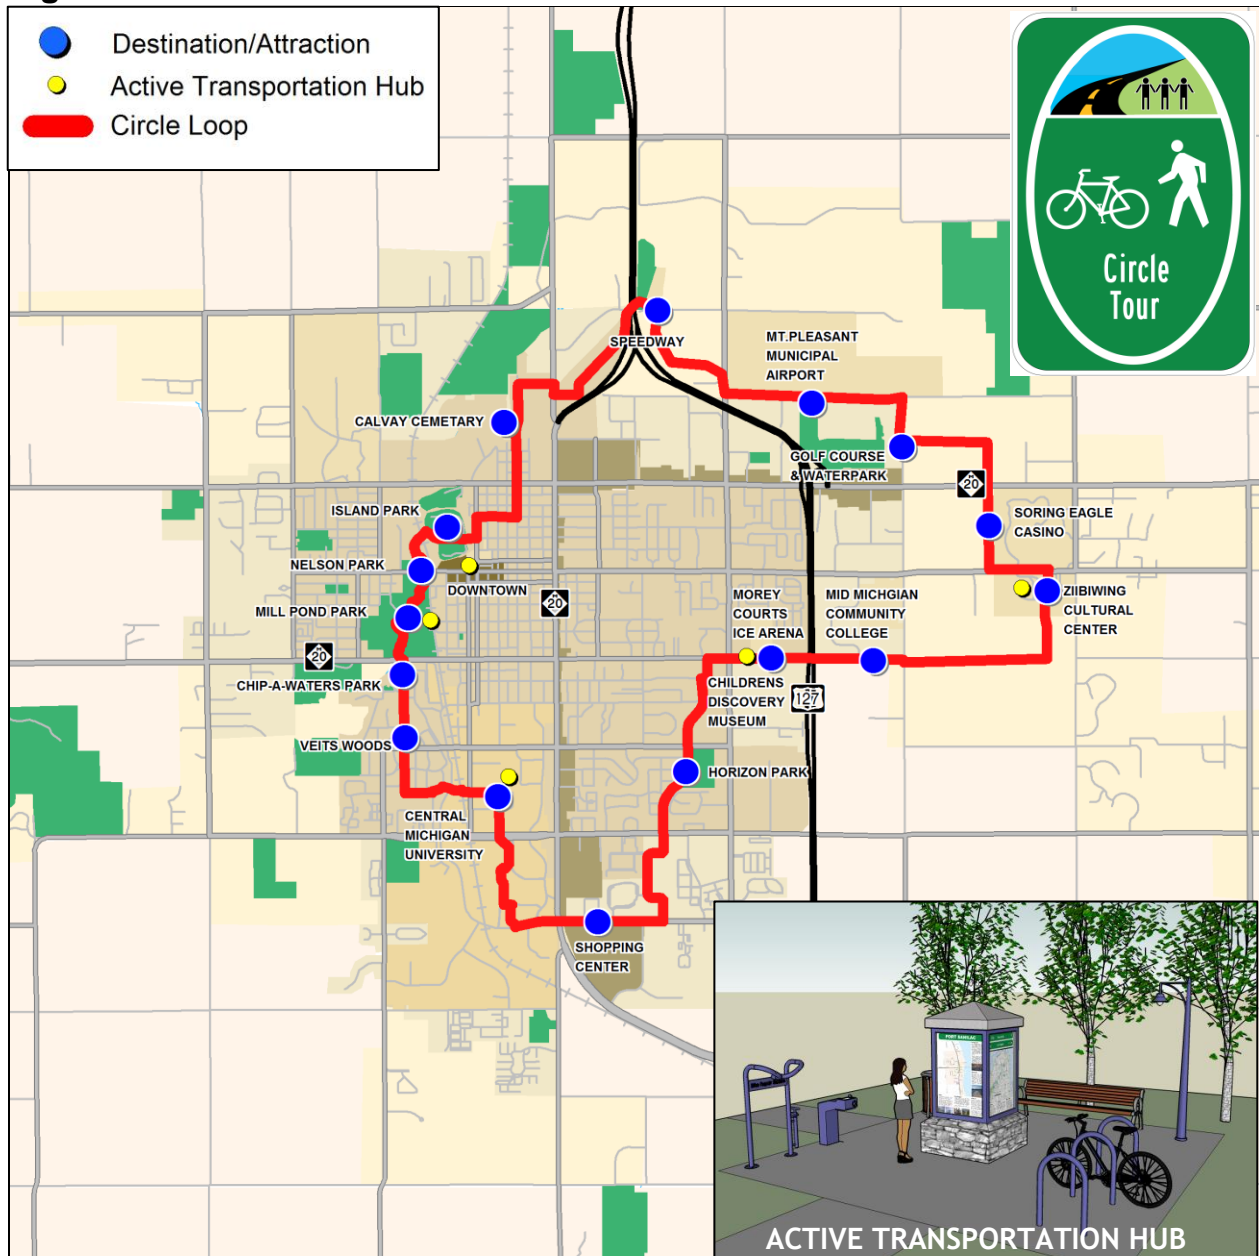 Destination/Attraction
Active Transportation Hub
Circle Loop
Circle
Tour
SPEEDWAY
MT.PLEASANT
MUNICIPAL
AIRPORT
CALVAY CEMETARY
GOLF COURSE
& WATERPARK
20
ISLAND PARK
SORING EAGLE
CASINO
NELSON PARK
DOWNTOWN
20
MOREY
COURTS
ICE ARENA
MID MICHGIAN
COMMUNITY
COLLEGE
ZIIBIWING
CULTURAL
CENTER
MILL POND PARK
20
CHIP-A-WATERS PARK
CHILDRENS
DISCOVERY
MUSEUM
127
VEITS WOODS
HORIZON PARK
CENTRAL
MICHIGAN
UNIVERSITY
SHOPPING
CENTER
PORT SANILAC
ACTIVE TRANSPORTATION HUB